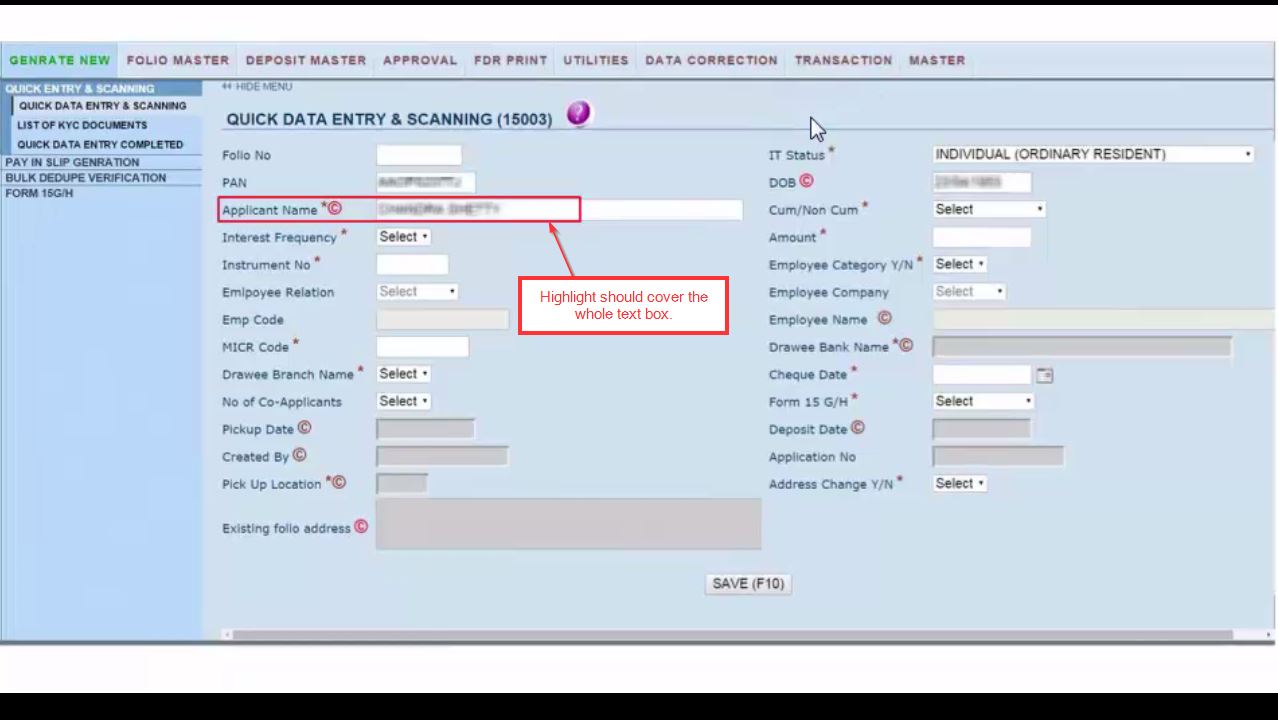 GENRATE NEW FOLIO MASTER DEPOSIT MASTER APPROVAL FDR PRINT UTILITIES DATA CORRECTION TRANSACTION MASTER
QUICK ENTRY & SCANNING
QUICK DATA ENTRY & SCANNING
LIST OF KYC DOCUMENTS
QUICK DATA ENTRY COMPLETED
PAY IN SLIP GENRATION
BULK DEDUPE VERIFICATION
FORM 15G/H
HIDE MENU
QUICK DATA ENTRY & SCANNING (15003) ?
Folio No IT Status * INDIVIDUAL (ORDINARY RESIDENT)
PAN DOB ©
Applicant Name *© Cum/Non Cum * Select
Interest Frequency * Select Amount *
Instrument No * Employee Category Y/N * Select
Emlpoyee Relation Select Employee Company Select
Highlight should cover the
whole text box.
Emp Code Employee Name ©
MICR Code * Drawee Bank Name *©
Drawee Branch Name * Select Cheque Date *
No of Co-Applicants Select Form 15 G/H * Select
Pickup Date © Deposit Date ©
Created By © Application No
Pick Up Location *© Address Change Y/N * Select
Existing folio address ©
SAVE (F10)